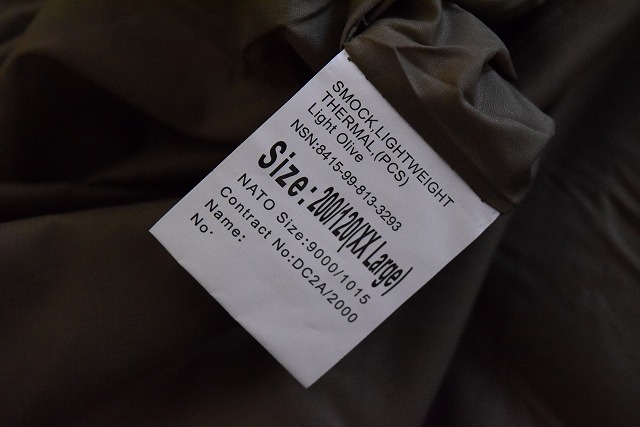 SMOCK,LIGHTWEIGHT
THERMAL,(PCS)
Light Olive
NSN:8415-99-813-3293
Size: 200/120(XX Large)
NATO Size:9000/1015
Contract No:DC2A/2000
Name:
No: